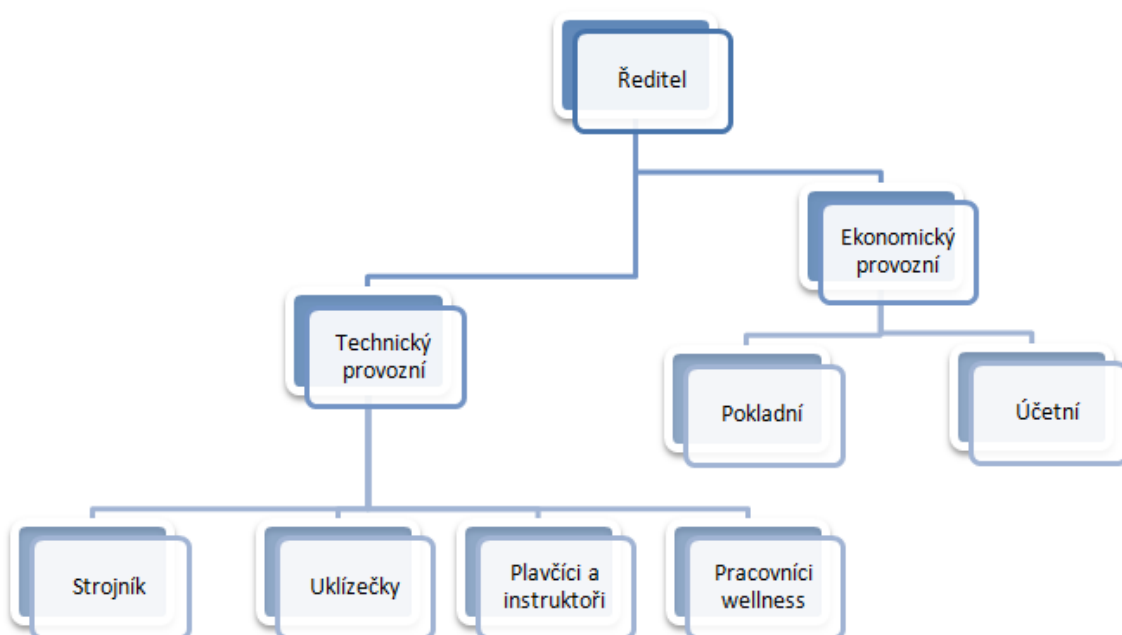 Ředitel
Ekonomický
provozní
Technický
provozní
Pokladní
Účetní
Strojník
Uklízečky
Plavčíci a
instruktoři
Pracovníci
wellness